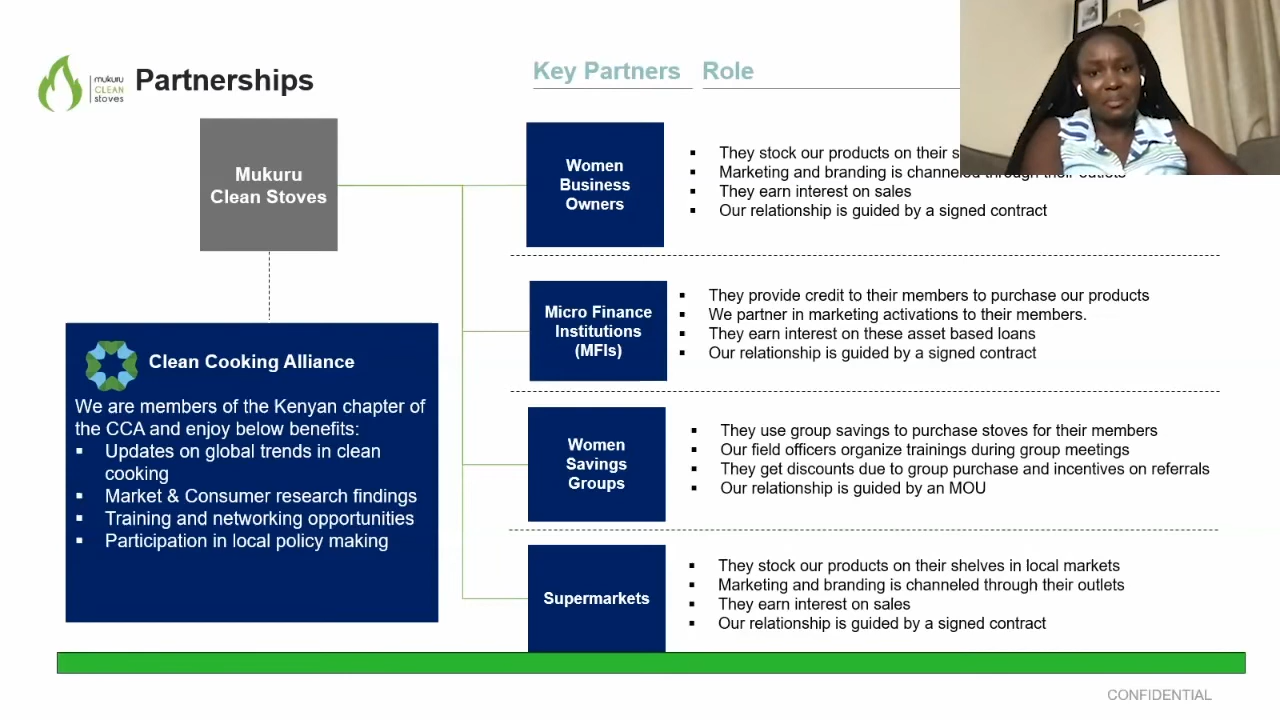 mukuru
CLEAN
stoves
Partnerships
Key Partners
Role
Mukuru
Clean Stoves
Clean Cooking Alliance
We are members of the Kenyan chapter of
the CCA and enjoy below benefits:
▪ Updates on global trends in clean
cooking
▪ Market & Consumer research findings
▪ Training and networking opportunities
▪ Participation in local policy making
Women
Business
Owners
▪ They stock our products on their
▪ Marketing and branding is channeled through their outlets
▪ They earn interest on sales
▪ Our relationship is guided by a signed contract
Micro Finance
Institutions
(MFIs)
▪ They provide credit to their members to purchase our products
▪ We partner in marketing activations to their members.
▪ They earn interest on these asset based loans
▪ Our relationship is guided by a signed contract
Women
Savings
Groups
▪ They use group savings to purchase stoves for their members
▪ Our field officers organize trainings during group meetings
▪ They get discounts due to group purchase and incentives on referrals
▪ Our relationship is guided by an MOU
Supermarkets
▪ They stock our products on their shelves in local markets
▪ Marketing and branding is channeled through their outlets
▪ They earn interest on sales
▪ Our relationship is guided by a signed contract
CONFIDENTIAL